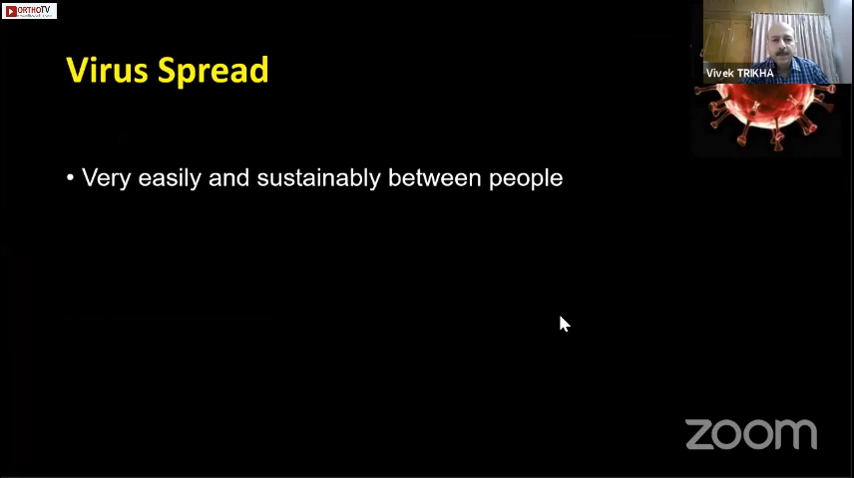 ORTHOTV
Vivek TRIKHA
Virus Spread
• Very easily and sustainably between people
zoom